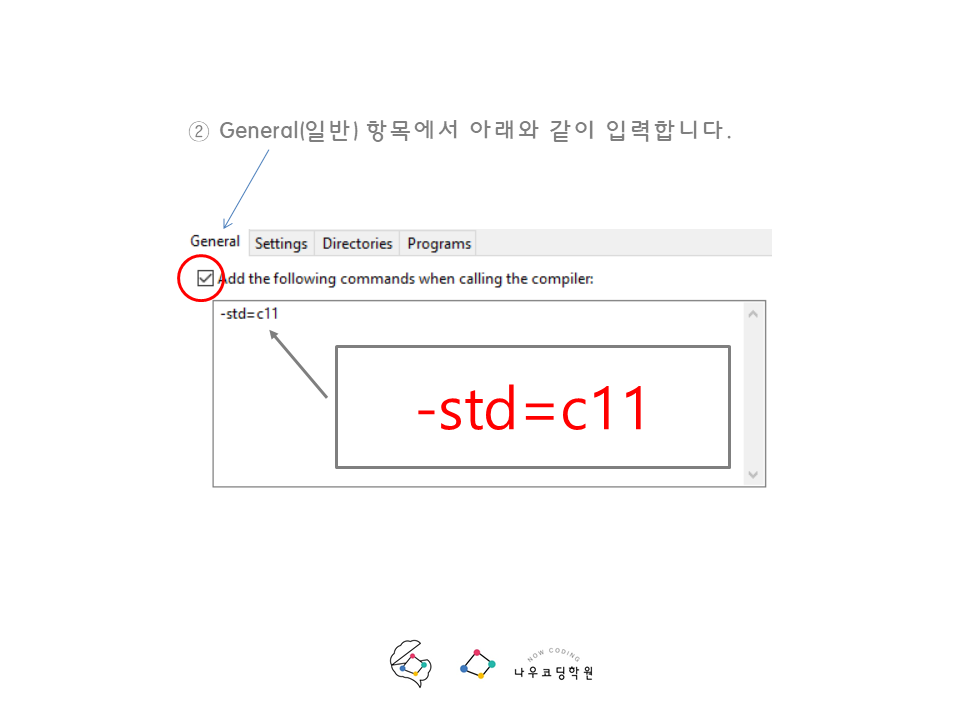 ② General(일반) 항목에서 아래와 같이 입력합니다.
General Settings Directories Programs
Add the following commands when calling the compiler:
-std=c11
-std=c11
NOW CODING
나우코딩학원